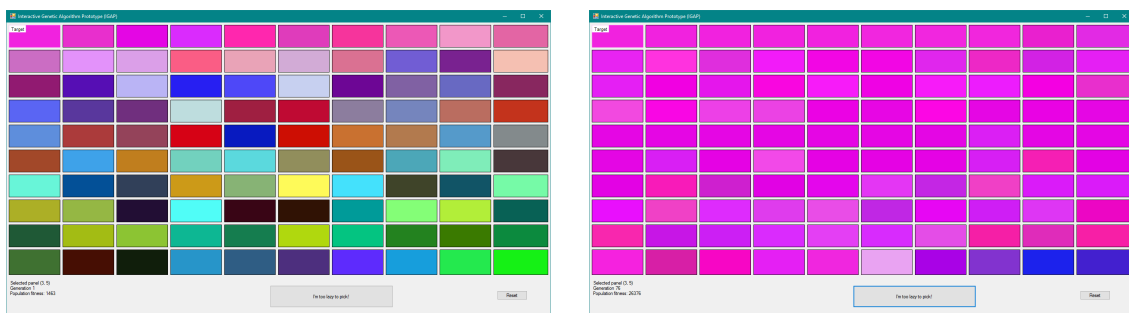 Interactive Genetic Algorithm Prototype (IGAP)
Target
Selected panel (3, 5)
Generation 1
Population fitness: 1463
I'm too lazy to pick!
Reset
Interactive Genetic Algorithm Prototype (IGAP)
Target
Selected panel (3, 5)
Generation 76
Population fitness: 26376
I'm too lazy to pick!
Reset